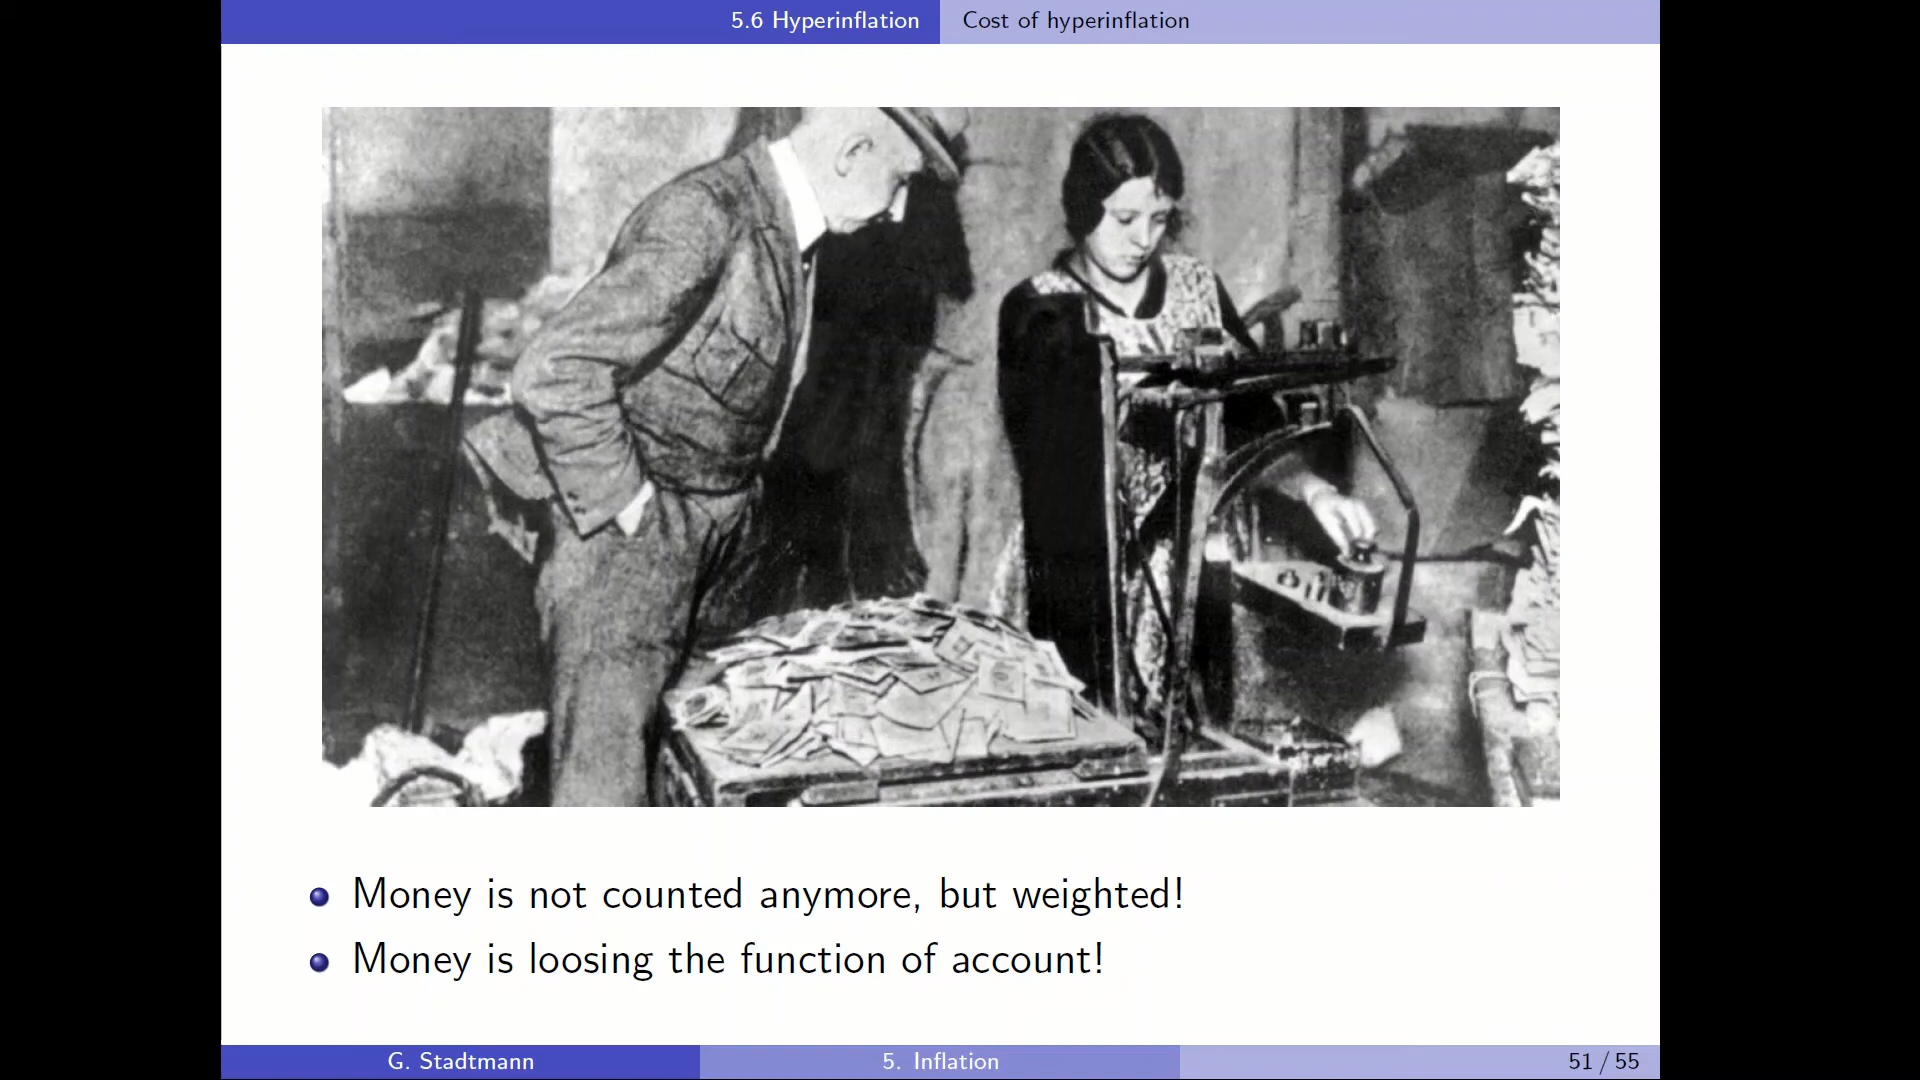 5.6 Hyperinflation
Cost of hyperinflation
Money is not counted anymore, but weighted!
Money is loosing the function of account!
G. Stadtmann
5. Inflation
51 / 55